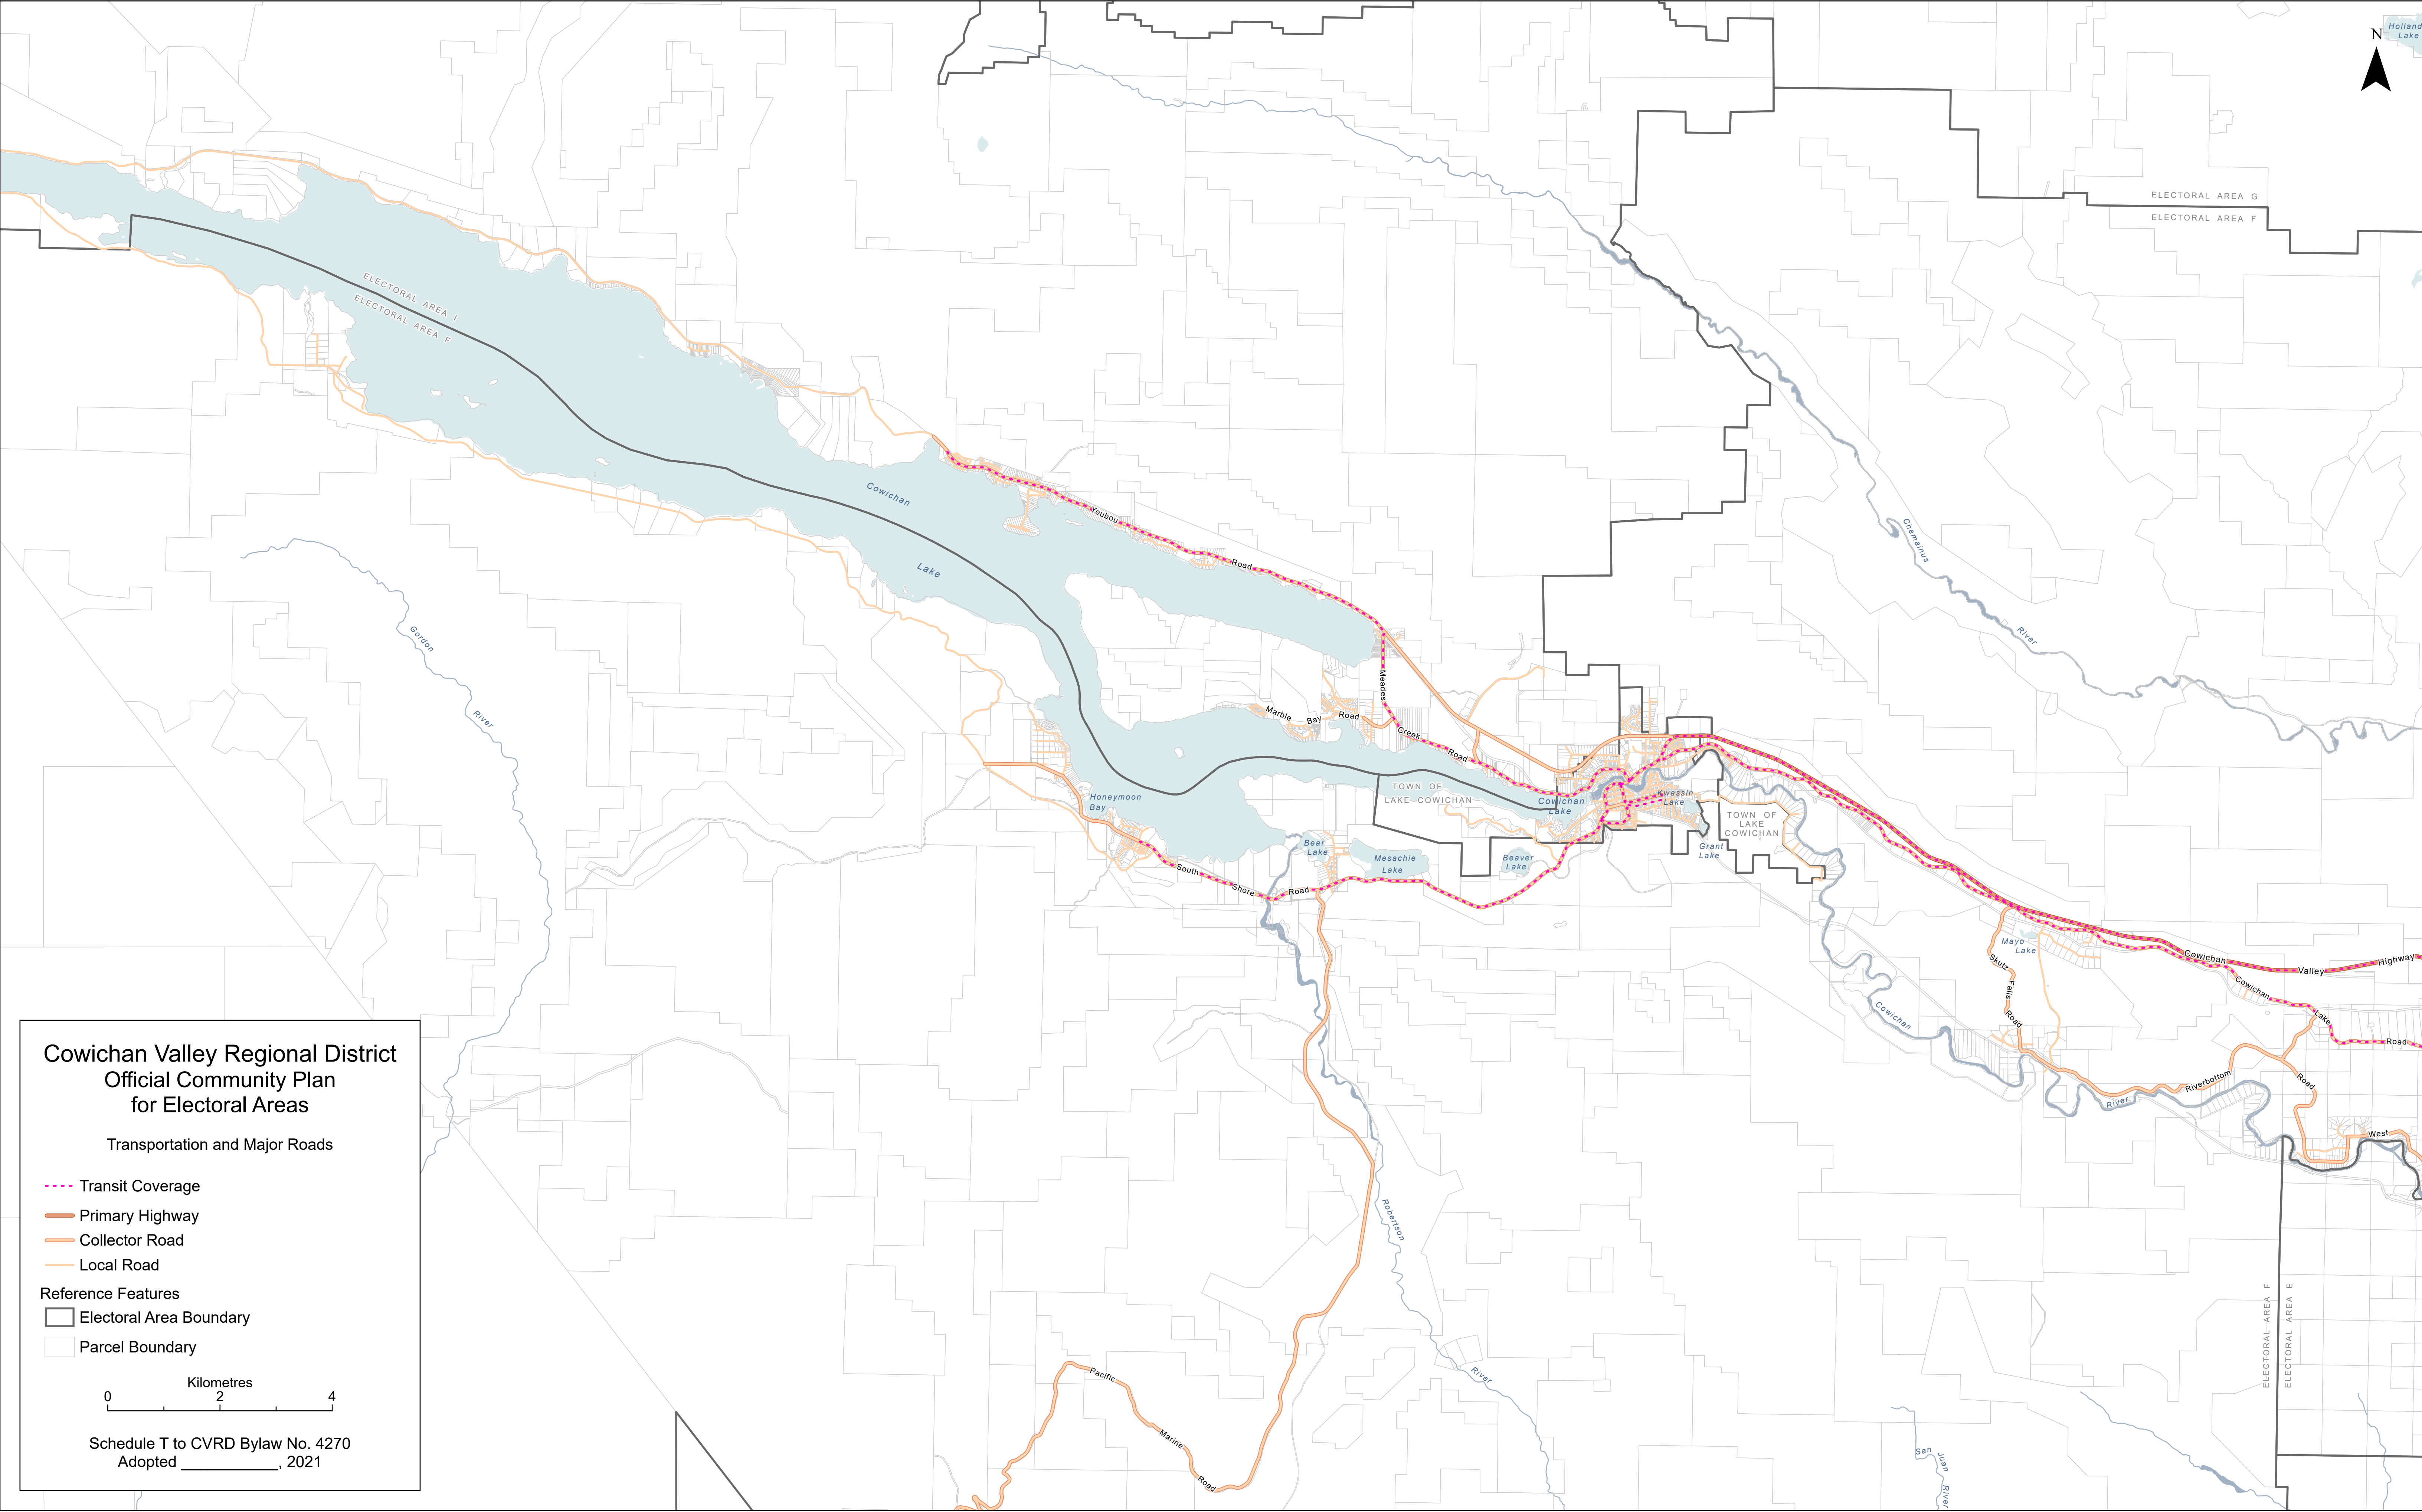 N
Holland
Lake
ELECTORAL AREA G
ELECTORAL AREA F
ELECTORAL AREA I
ELECTORAL AREA F
Cowichan
Lake
Youbou
Road
Chemainus
River
Gordon
River
Meades
Creek
Road
Marble
Bay
Road
Honeymoon
Bay
TOWN OF
LAKE COWICHAN
Cowichan
Lake
Kwassin
Lake
TOWN OF
LAKE
COWICHAN
Grant
Lake
Bear
Lake
Mesachie
Lake
Beaver
Lake
South
Shore
Road
Mayo
Lake
Skutz
Falls
Road
Cowichan
Valley
Highway
Cowichan
Lake
Road
Cowichan
River
Riverbottom
Road
West
Robertson
River
Pacific
Marine
Road
San
Juan
River
ELECTORAL AREA F
ELECTORAL AREA E
Cowichan Valley Regional District
Official Community Plan
for Electoral Areas
Transportation and Major Roads
Transit Coverage
Primary Highway
Collector Road
Local Road
Reference Features
Electoral Area Boundary
Parcel Boundary
Kilometres
0 2 4
Schedule T to CVRD Bylaw No. 4270
Adopted ___________, 2021